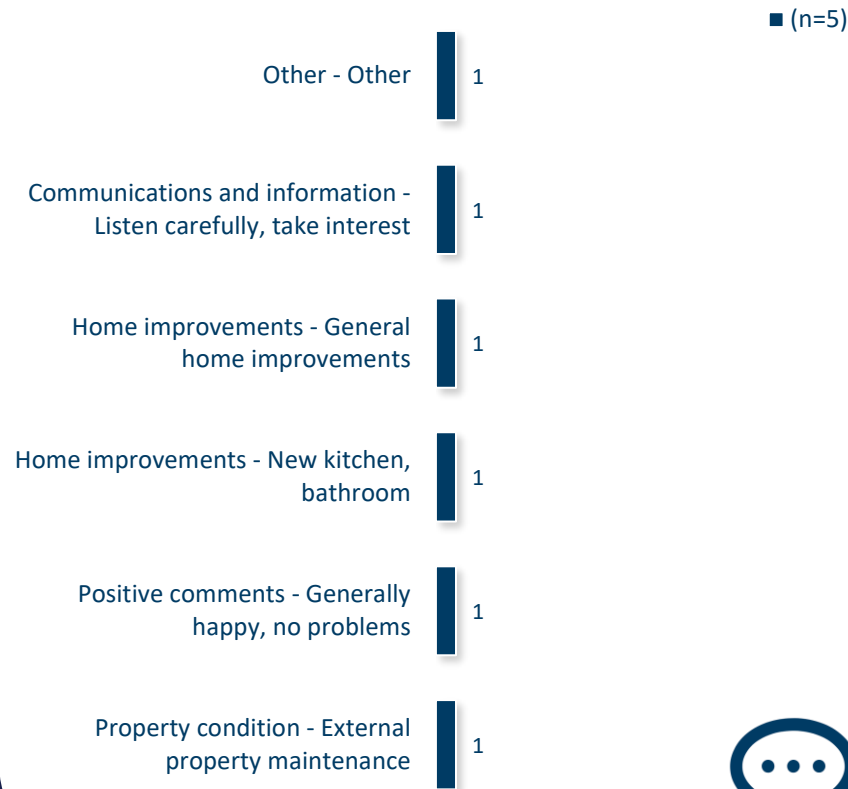 (n=5)
Other - Other
1
Communications and information -
Listen carefully, take interest
1
Home improvements - General
home improvements
1
Home improvements - New kitchen,
bathroom
1
Positive comments - Generally
happy, no problems
1
Property condition - External
property maintenance
1